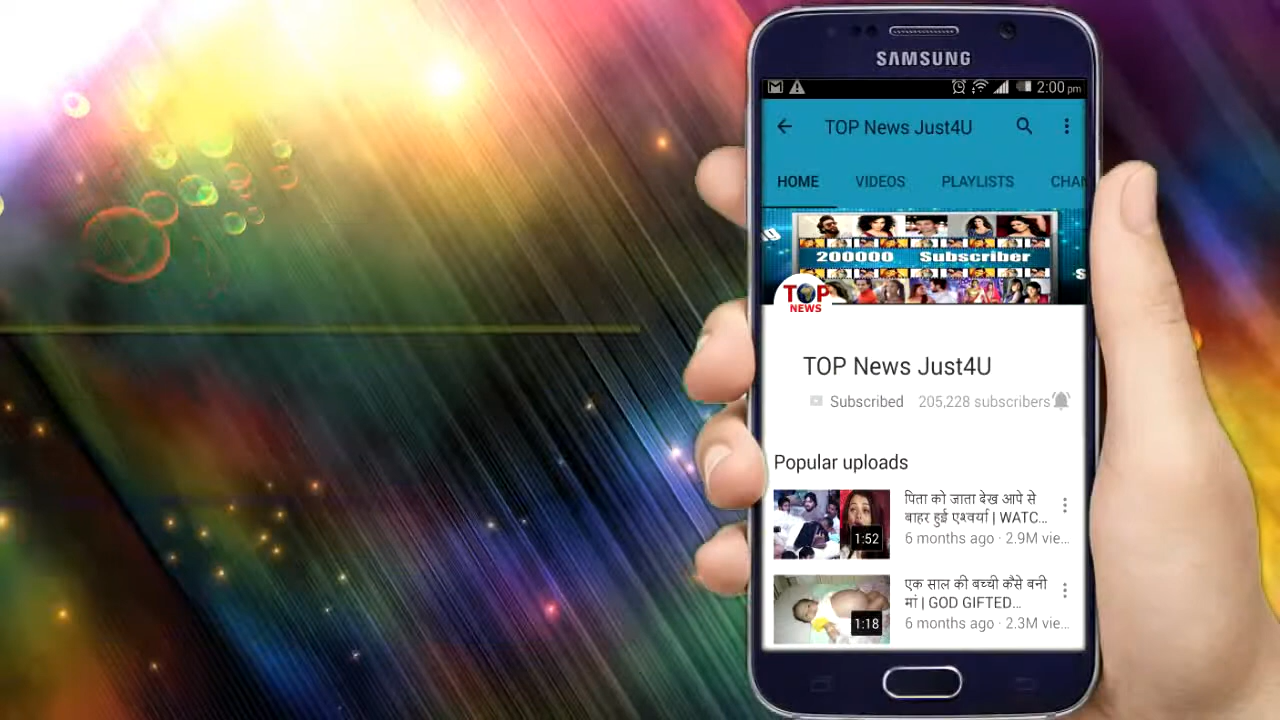 SAMSUNG
2:00 pm
TOP News Just4U
HOME VIDEOS PLAYLISTS CHAN
200000 Subscriber
TOP
NEWS
TOP News Just4U
Subscribed 205,228 subscribers
Popular uploads
पिता को जाता देख आपे से
बाहर हुई एश्वर्या | WATC...
6 months ago · 2.9M vie...
1:52
एक साल की बच्ची कैसे बनी
मां | GOD GIFTED...
6 months ago · 2.3M vie...
1:18